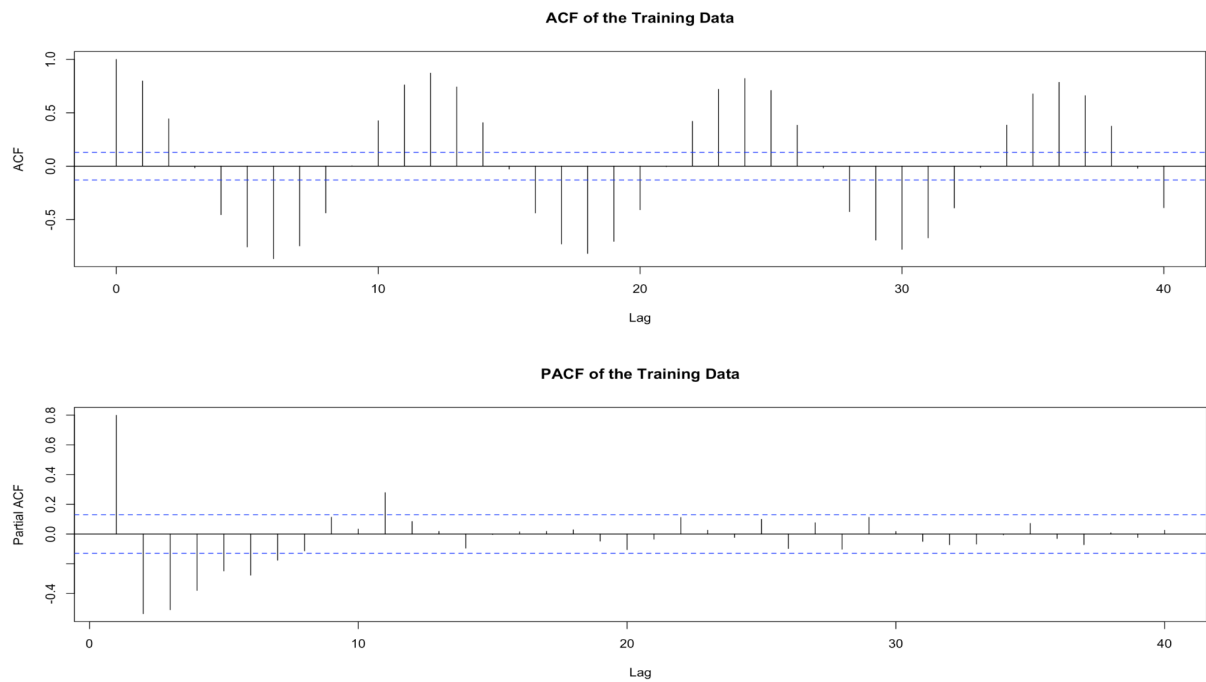 ACF of the Training Data
1.0
0.5
0.0
-0.5
ACF
0 10 20 30 40
Lag
PACF of the Training Data
0.8
0.6
0.4
0.2
0.0
-0.4
Partial ACF
0 10 20 30 40
Lag